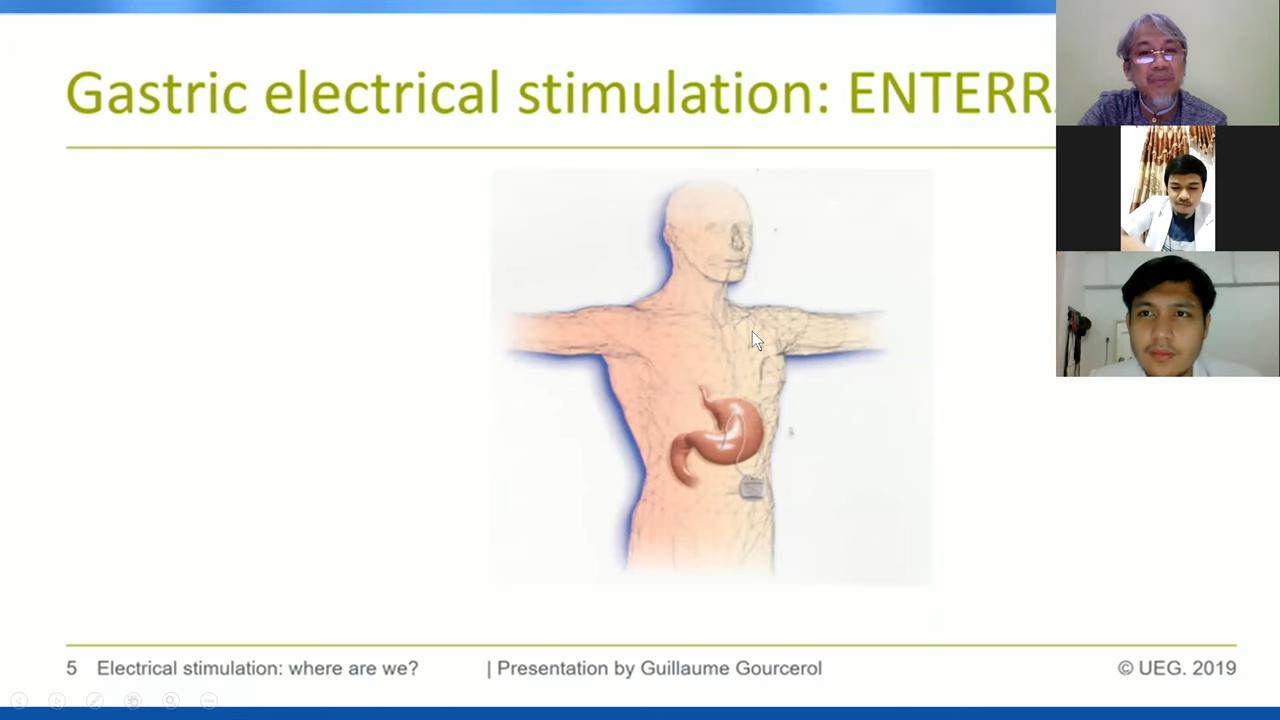 Gastric electrical stimulation: ENTERR
5 Electrical stimulation: where are we? | Presentation by Guillaume Gourcerol © UEG. 2019